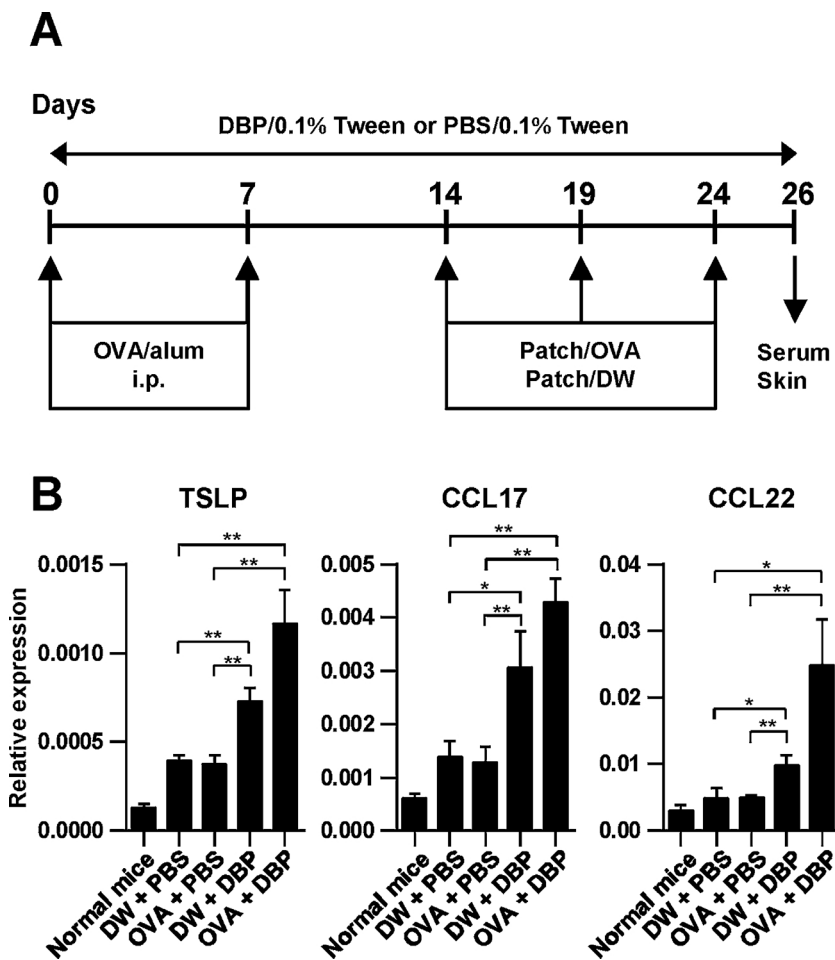 A
Days
DBP/0.1% Tween or PBS/0.1% Tween
0 7 14 19 24 26
OVA/alum
i.p.
Patch/OVA
Patch/DW
Serum
Skin
B
TSLP
Relative expression
0.0015
0.0010
0.0005
0.0000
**
**
**
**
Normal mice
DW + PBS
OVA + PBS
DW + DBP
OVA + DBP
CCL17
0.005
0.004
0.003
0.002
0.001
0.000
**
**
*
**
Normal mice
DW + PBS
OVA + PBS
DW + DBP
OVA + DBP
CCL22
0.04
0.03
0.02
0.01
0.00
*
**
*
**
Normal mice
DW + PBS
OVA + PBS
DW + DBP
OVA + DBP